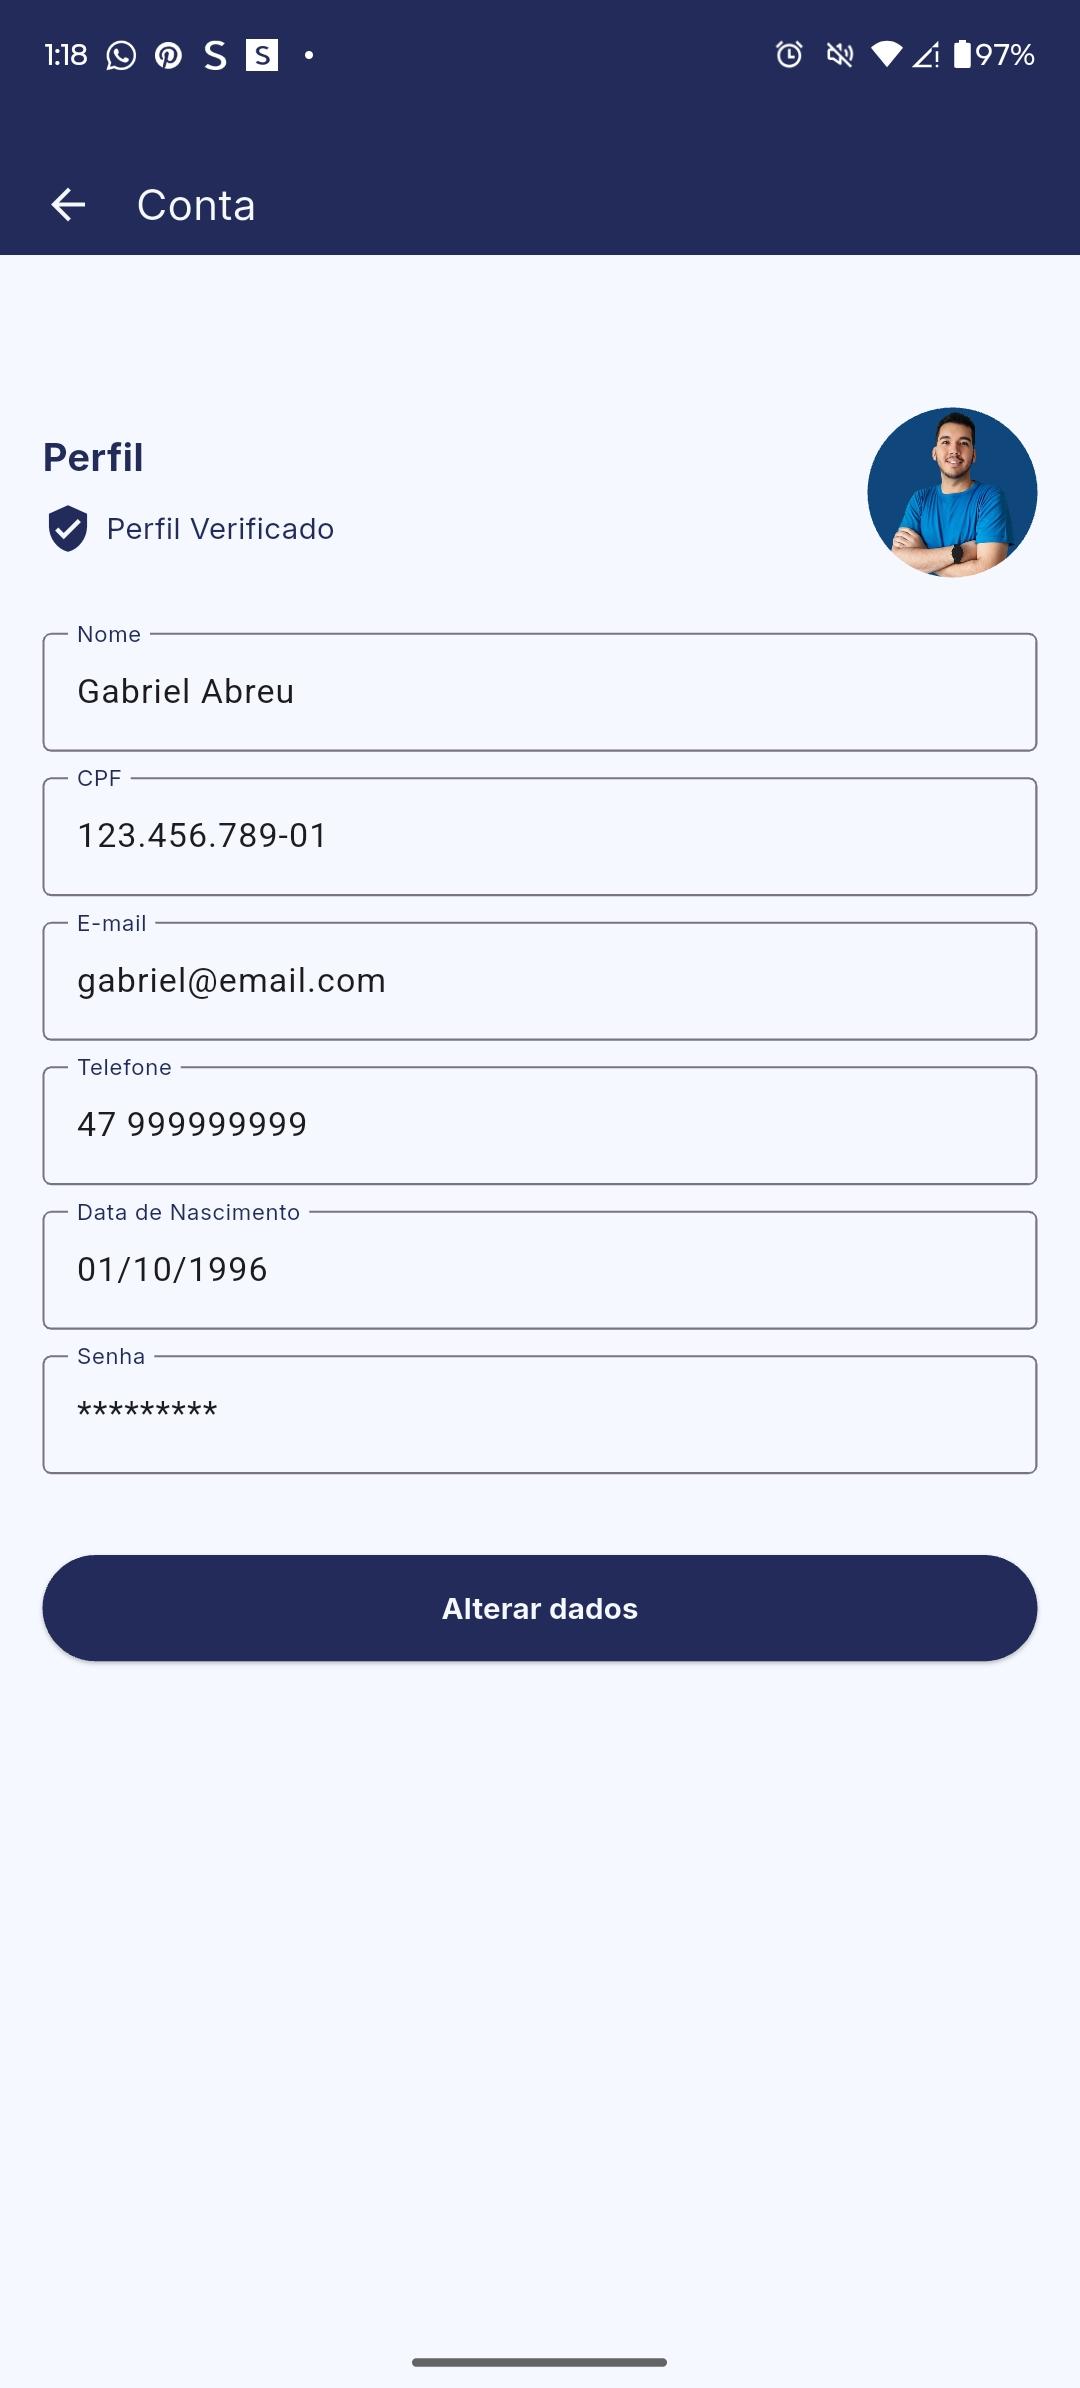 1:18 S S 97%
Conta
Perfil
Perfil Verificado
Nome
Gabriel Abreu
CPF
123.456.789-01
E-mail
gabriel@email.com
Telefone
47 999999999
Data de Nascimento
01/10/1996
Senha
*********
Alterar dados